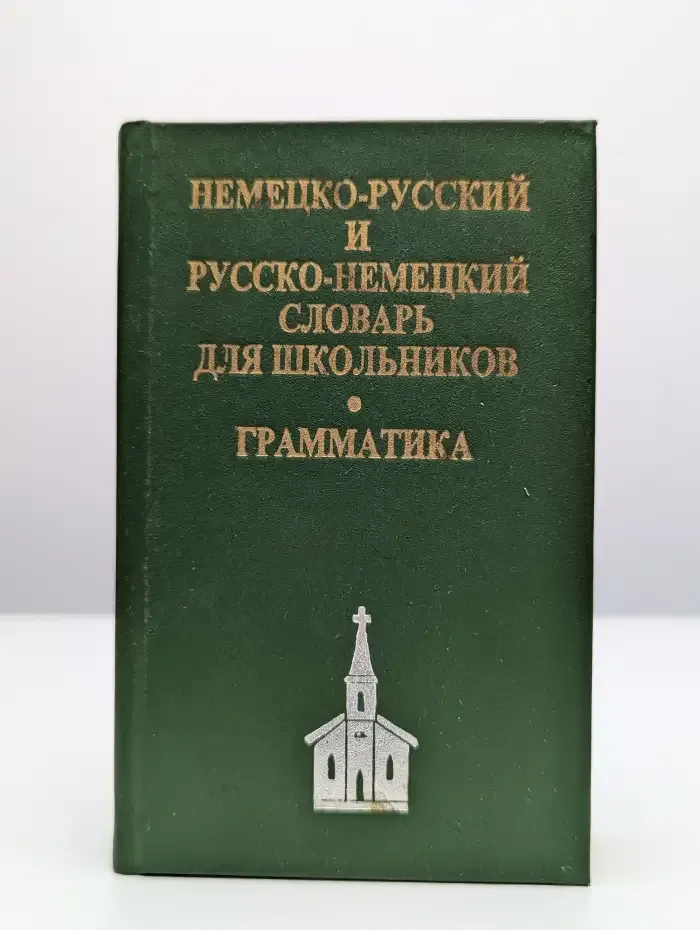 НЕМЕЦКО-РУССКИЙ
И
РУССКО-НЕМЕЦКИЙ
СЛОВАРЬ
ДЛЯ ШКОЛЬНИКОВ
•
ГРАММАТИКА